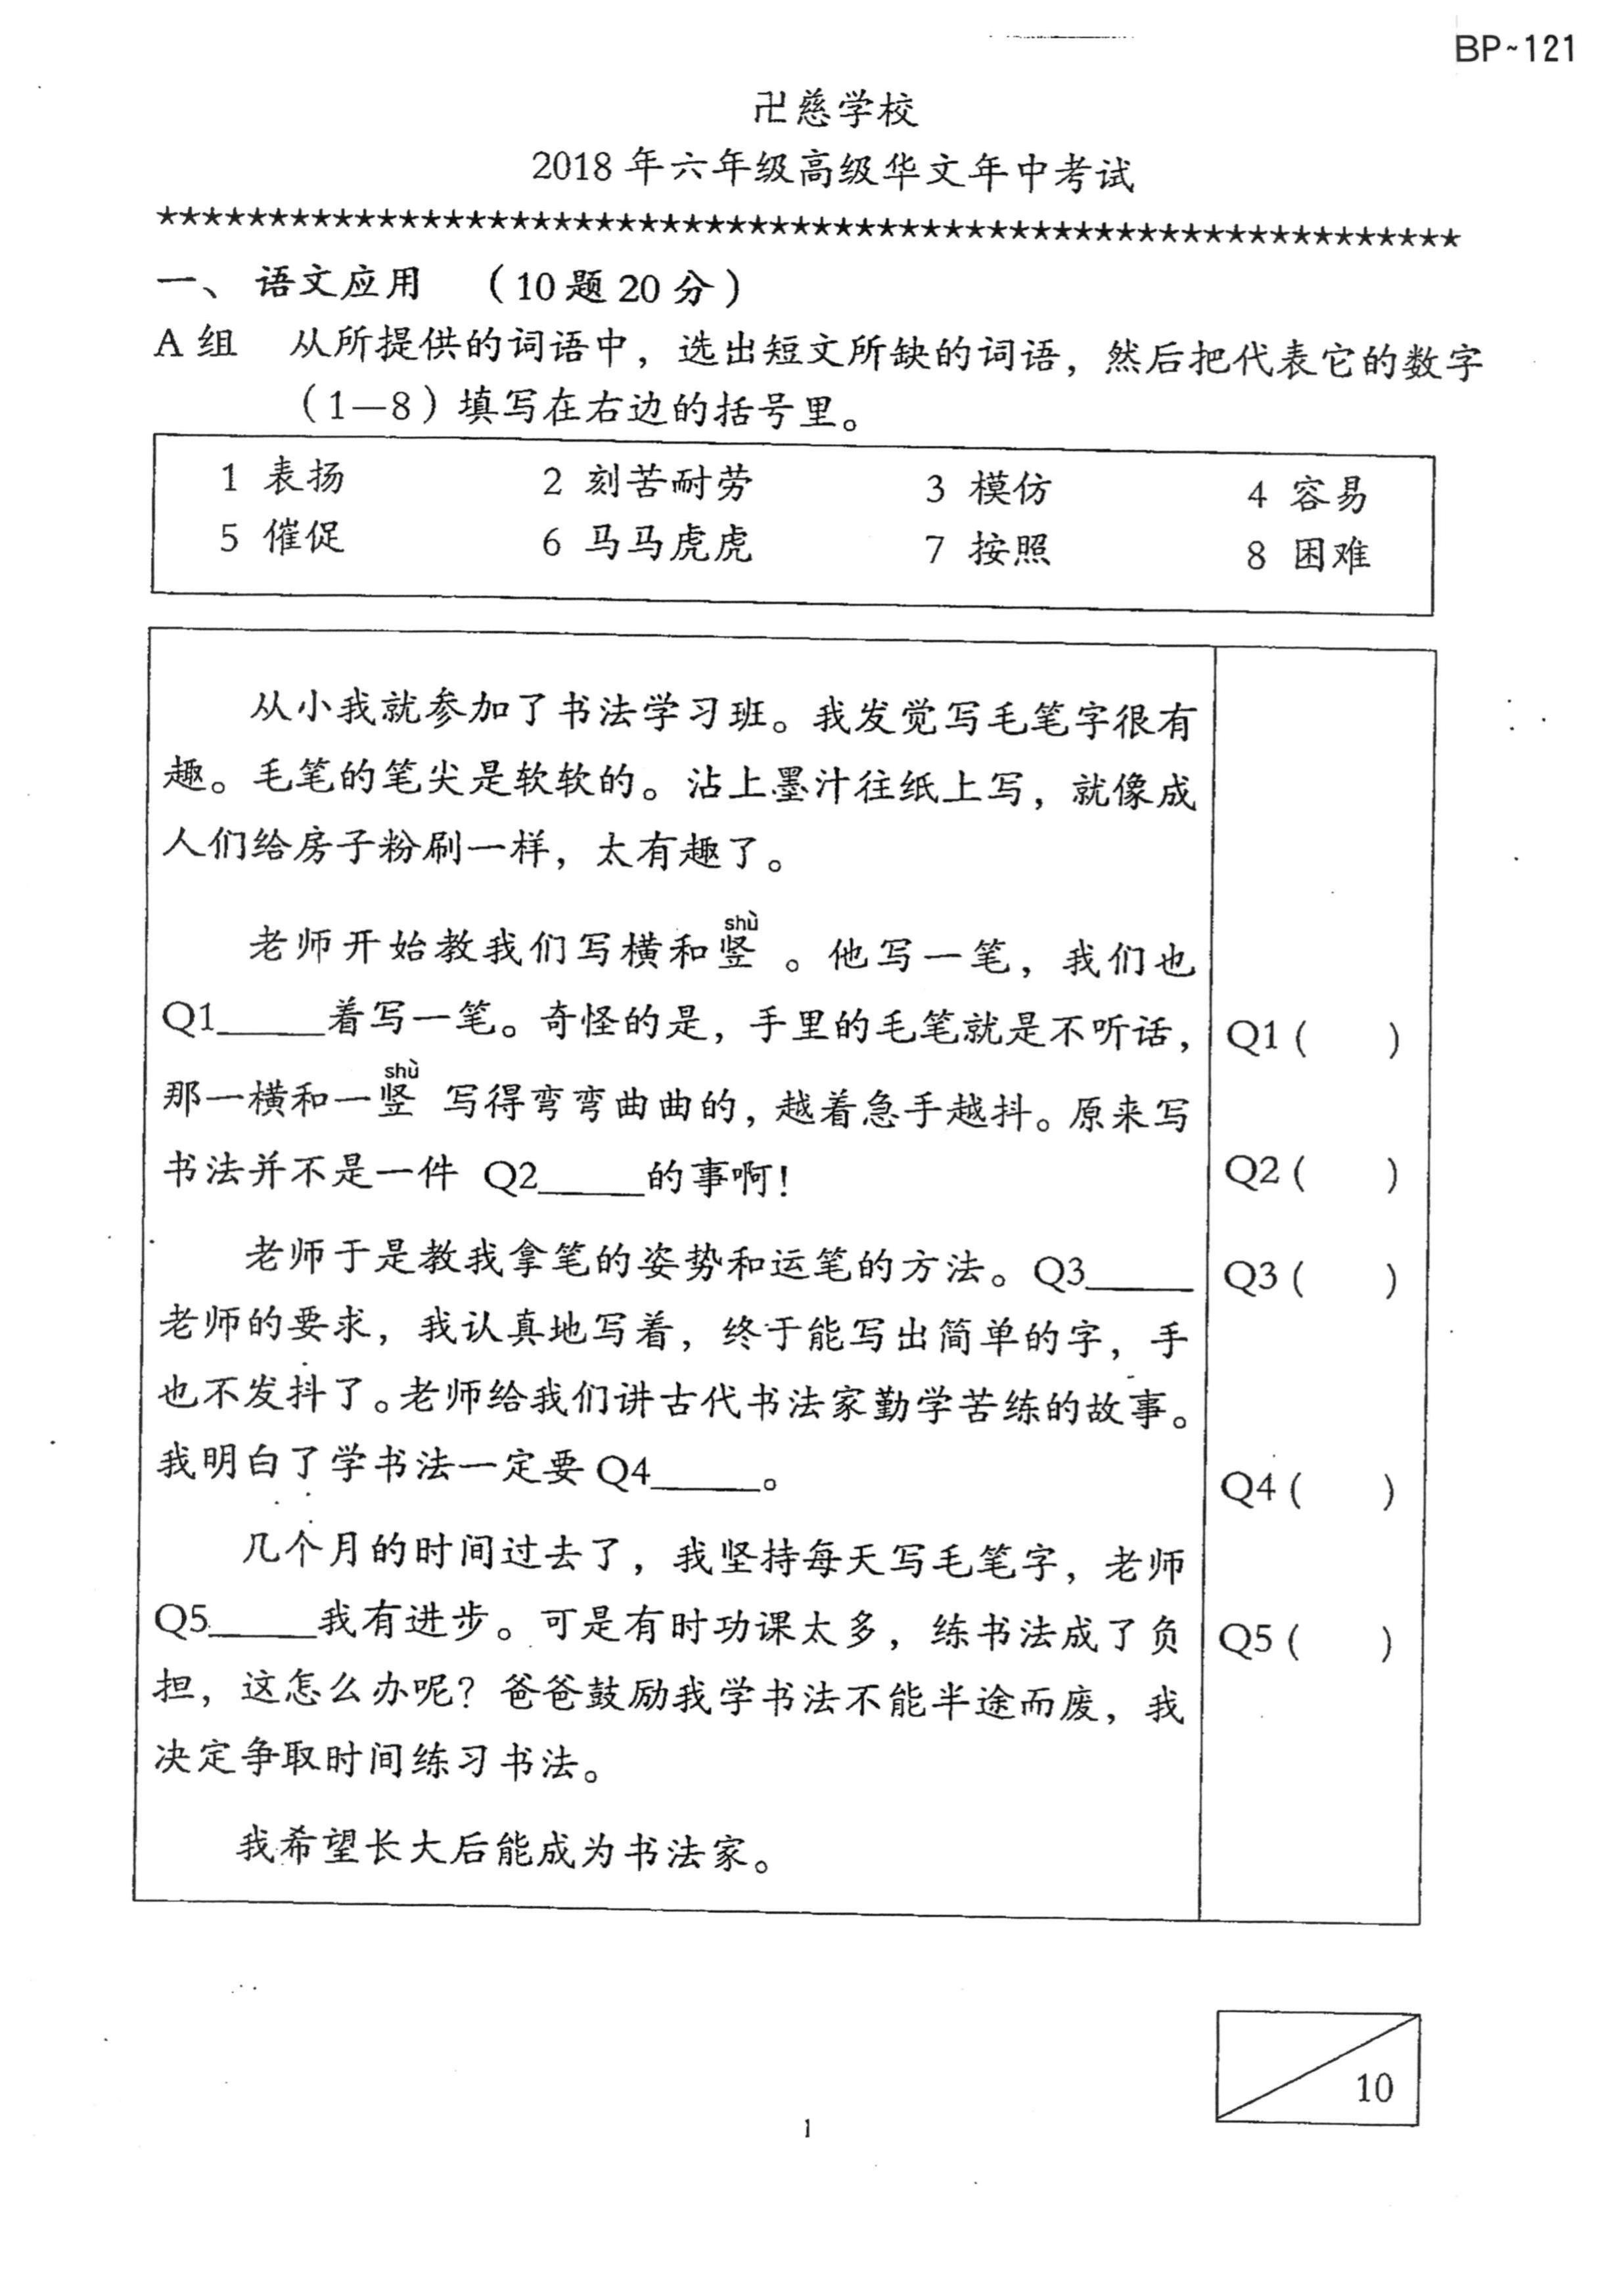 BP~121
卍慈学校
2018 年六年级高级华文年中考试
★★★★★★★★★★★★★★★★★★★★★★★★★★★★★★★★★★★★★★★★★★★★★★★★★★★★★★★★★★★
一、 语文应用 （10 题 20 分）
A 组 从所提供的词语中，选出短文所缺的词语，然后把代表它的数字
（1—8）填写在右边的括号里。
1 表扬 2 刻苦耐劳 3 模仿 4 容易
5 催促 6 马马虎虎 7 按照 8 困难
从小我就参加了书法学习班。我发觉写毛笔字很有
趣。毛笔的笔尖是软软的。沾上墨汁往纸上写，就像成
人们给房子粉刷一样，太有趣了。
shù
老师开始教我们写横和竖 。他写一笔，我们也
Q1_____着写一笔。奇怪的是，手里的毛笔就是不听话， Q1 ( )
shù
那一横和一竖 写得弯弯曲曲的，越着急手越抖。原来写
书法并不是一件 Q2_____的事啊！ Q2 ( )
老师于是教我拿笔的姿势和运笔的方法。Q3_____ Q3 ( )
老师的要求，我认真地写着，终于能写出简单的字，手
也不发抖了。老师给我们讲古代书法家勤学苦练的故事。
我明白了学书法一定要 Q4_____。 Q4 ( )
几个月的时间过去了，我坚持每天写毛笔字，老师
Q5_____我有进步。可是有时功课太多，练书法成了负 Q5 ( )
担，这怎么办呢？爸爸鼓励我学书法不能半途而废，我
决定争取时间练习书法。
我希望长大后能成为书法家。
10
1